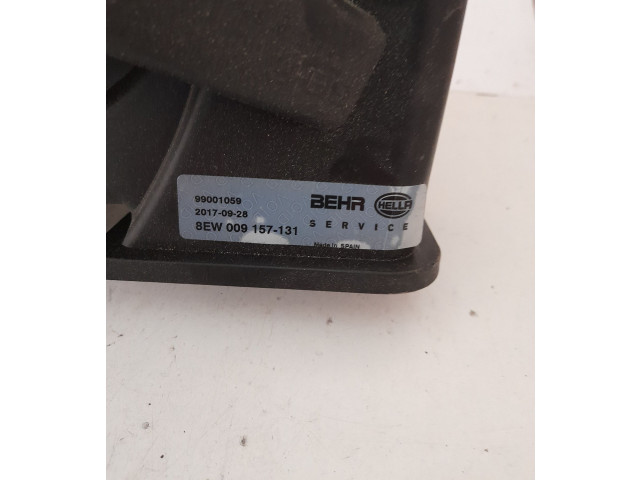 99001059
2017-09-28
8EW 009 157-131
BEHR HELLA
SERVICE
Made in SPAIN